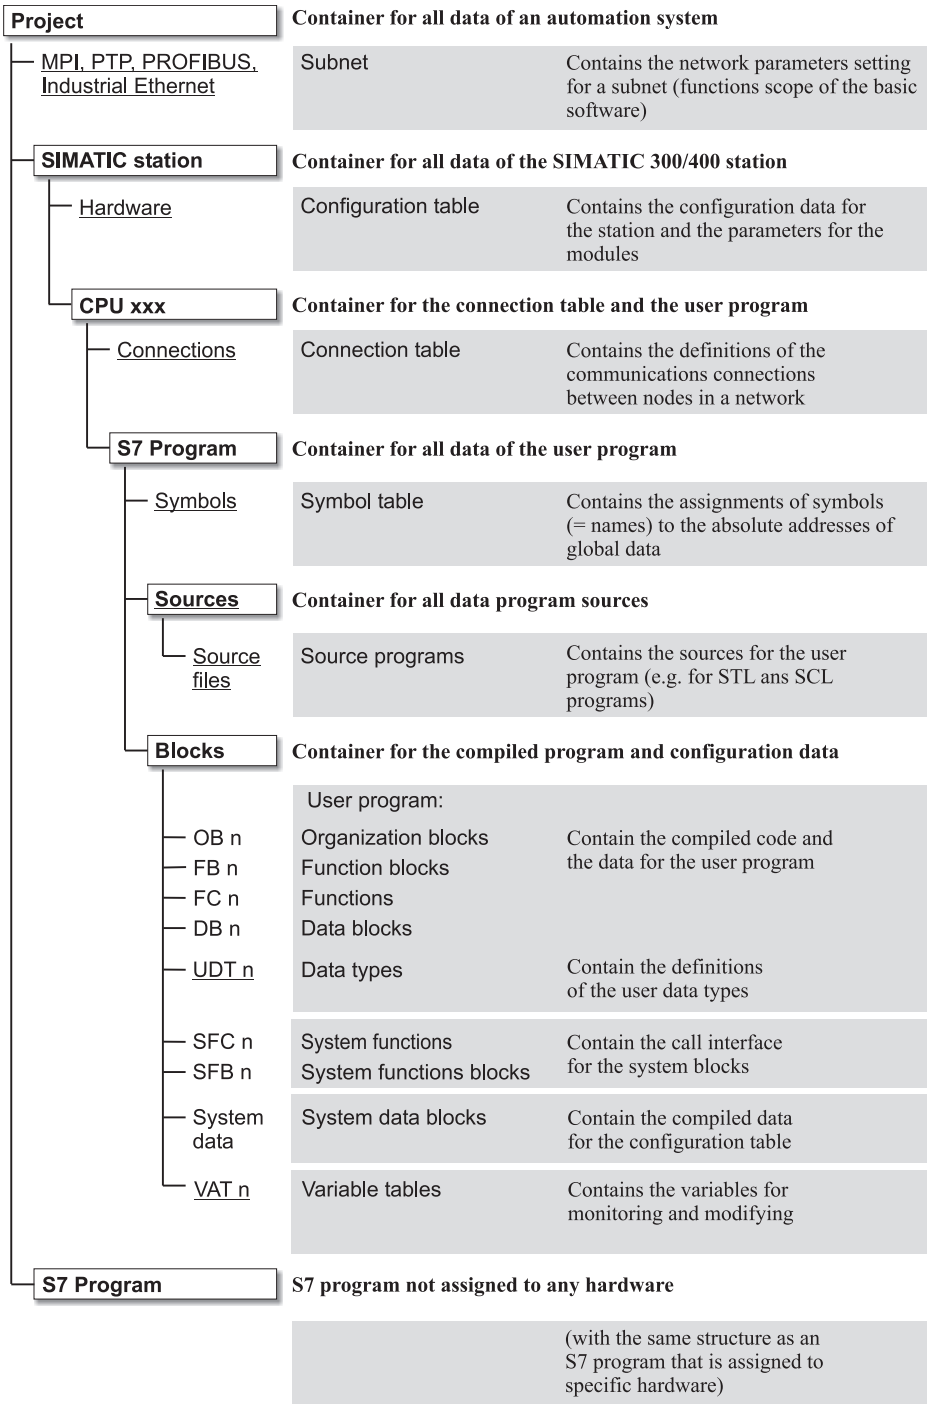 Project
Container for all data of an automation system
MPI, PTP, PROFIBUS,
Industrial Ethernet
Subnet
Contains the network parameters setting
for a subnet (functions scope of the basic
software)
SIMATIC station
Container for all data of the SIMATIC 300/400 station
Hardware
Configuration table
Contains the configuration data for
the station and the parameters for the
modules
CPU xxx
Container for the connection table and the user program
Connections
Connection table
Contains the definitions of the
communications connections
between nodes in a network
S7 Program
Container for all data of the user program
Symbols
Symbol table
Contains the assignments of symbols
(= names) to the absolute addresses of
global data
Sources
Container for all data program sources
Source
files
Source programs
Contains the sources for the user
program (e.g. for STL ans SCL
programs)
Blocks
Container for the compiled program and configuration data
User program:
OB n
Organization blocks
Contain the compiled code and
the data for the user program
FB n
Function blocks
FC n
Functions
DB n
Data blocks
UDT n
Data types
Contain the definitions
of the user data types
SFC n
System functions
Contain the call interface
for the system blocks
SFB n
System functions blocks
System
data
System data blocks
Contain the compiled data
for the configuration table
VAT n
Variable tables
Contains the variables for
monitoring and modifying
S7 Program
S7 program not assigned to any hardware
(with the same structure as an
S7 program that is assigned to
specific hardware)